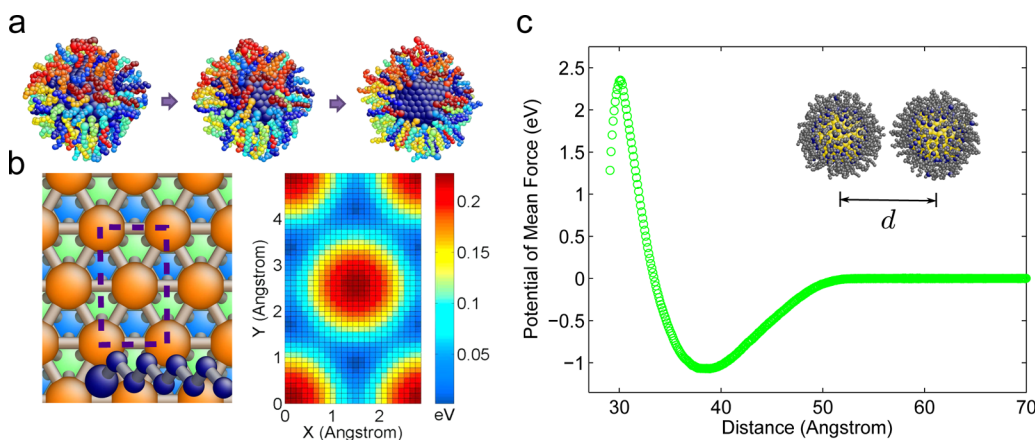 a
b
Y (Angstrom)
4
3
2
1
0
0 1 2
X (Angstrom)
0.2
0.15
0.1
0.05
eV
c
Potential of Mean Force (eV)
2.5
2
1.5
1
0.5
0
−0.5
−1
d
30 40 50 60 70
Distance (Angstrom)